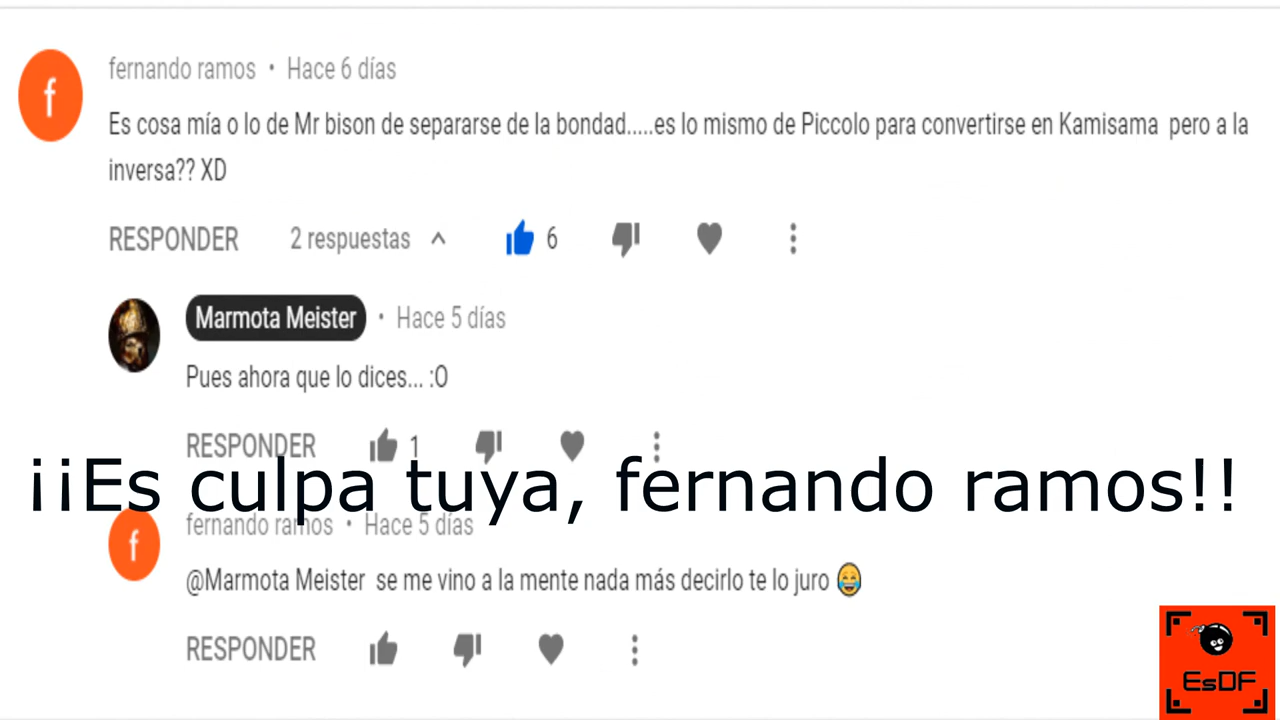 f
fernando ramos • Hace 6 días
Es cosa mía o lo de Mr bison de separarse de la bondad.....es lo mismo de Piccolo para convertirse en Kamisama pero a la
inversa?? XD
RESPONDER 2 respuestas 6
Marmota Meister • Hace 5 días
Pues ahora que lo dices... :O
RESPONDER 1
¡¡Es culpa tuya, fernando ramos!!
f
fernando ramos • Hace 5 días
@Marmota Meister se me vino a la mente nada más decirlo te lo juro 😂
RESPONDER
EsDF